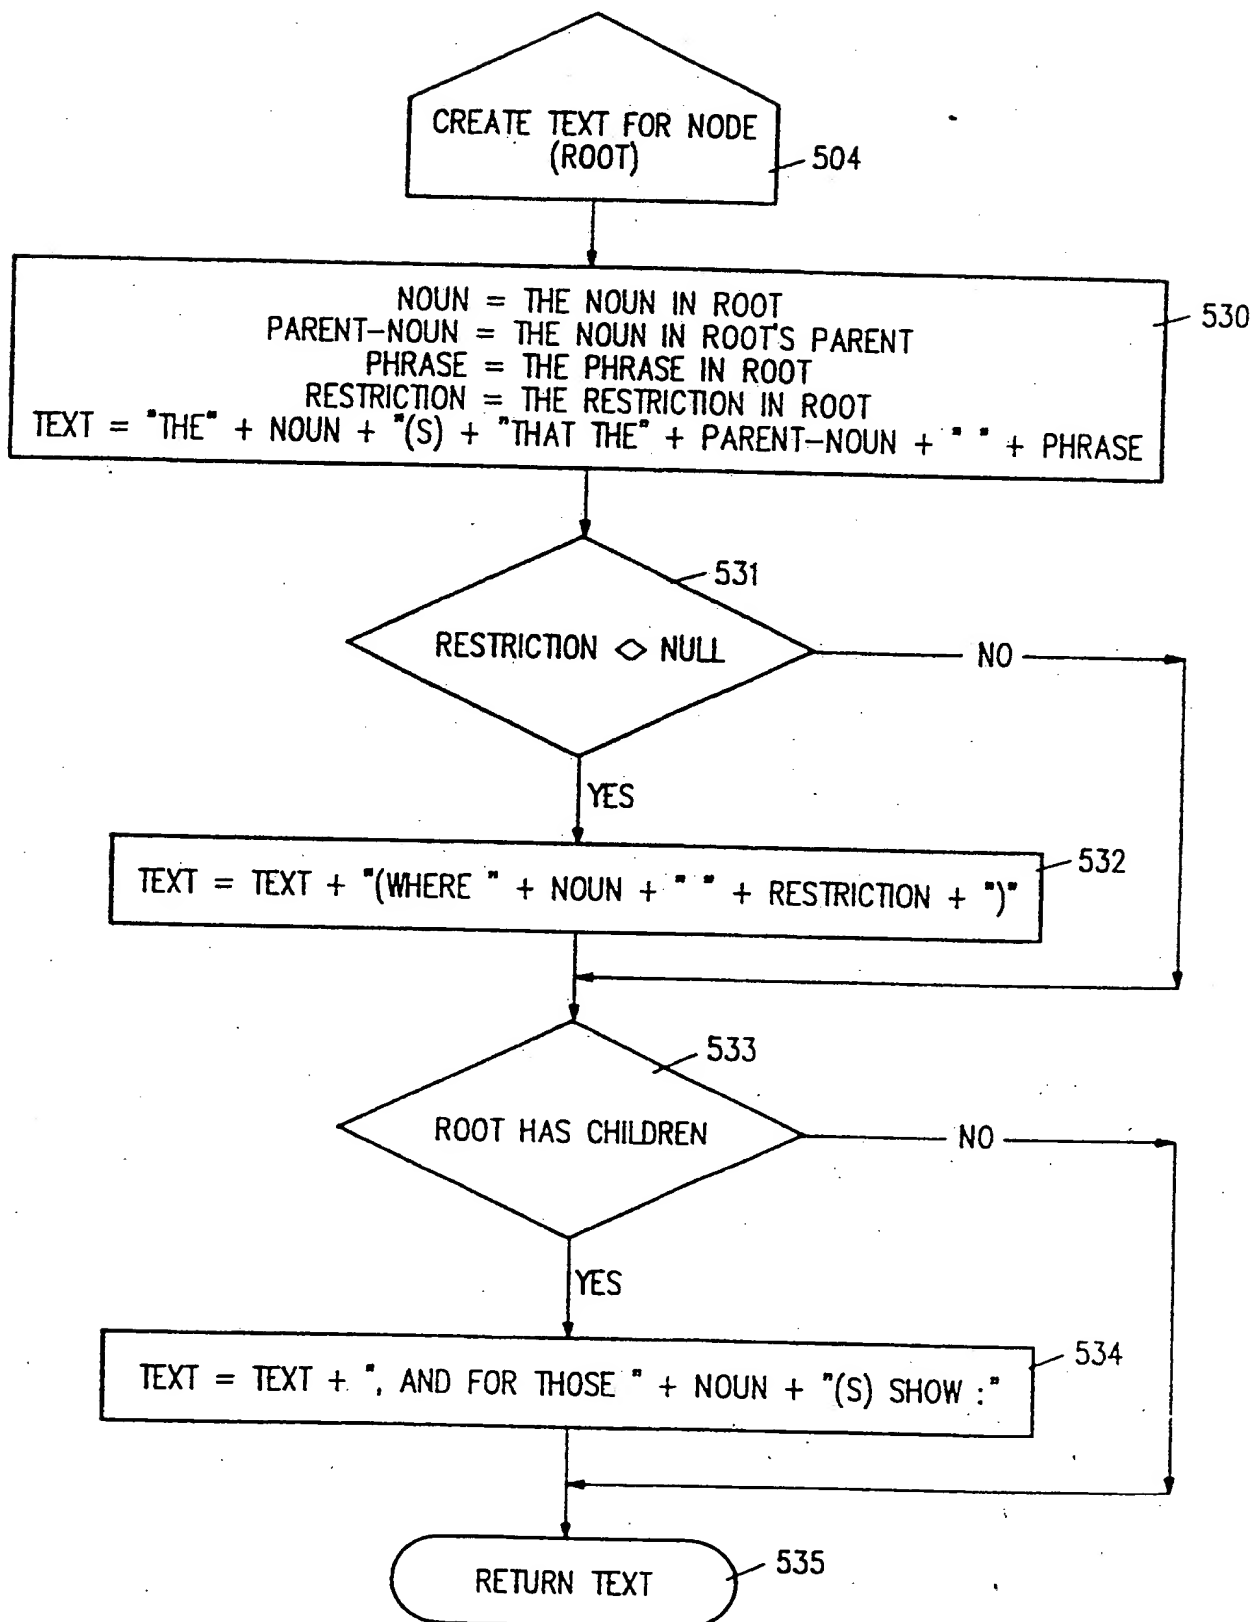 CREATE TEXT FOR NODE
(ROOT)
504
NOUN = THE NOUN IN ROOT
PARENT-NOUN = THE NOUN IN ROOT'S PARENT
PHRASE = THE PHRASE IN ROOT
RESTRICTION = THE RESTRICTION IN ROOT
TEXT = "THE" + NOUN + "(S) + "THAT THE" + PARENT-NOUN + " " + PHRASE
530
531
RESTRICTION <> NULL
NO
YES
532
TEXT = TEXT + "(WHERE " + NOUN + " " + RESTRICTION + ")"
533
ROOT HAS CHILDREN
NO
YES
534
TEXT = TEXT + ", AND FOR THOSE " + NOUN + "(S) SHOW :"
RETURN TEXT
535